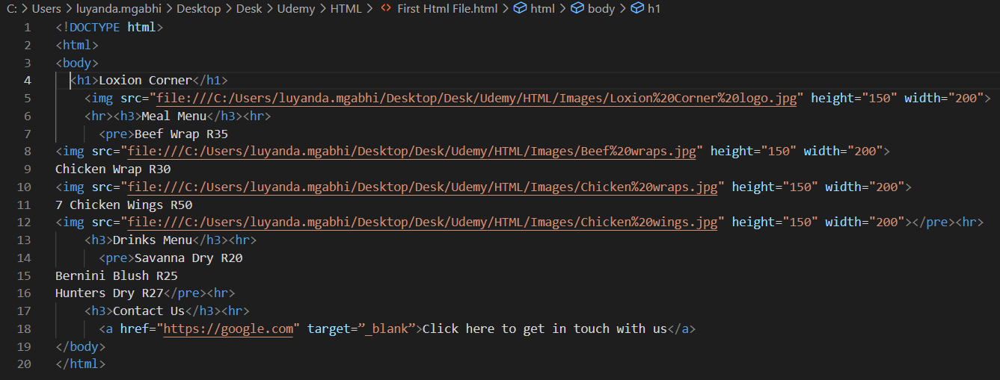 C: > Users > luyanda.mgabhi > Desktop > Desk > Udemy > HTML > <> First Html File.html > html > body > h1
1 <!DOCTYPE html>
2 <html>
3 <body>
4 <h1>Loxion Corner</h1>
5 <img src="file:///C:/Users/luyanda.mgabhi/Desktop/Desk/Udemy/HTML/Images/Loxion%20Corner%20logo.jpg" height="150" width="200">
6 <hr><h3>Meal Menu</h3><hr>
7 <pre>Beef Wrap R35
8 <img src="file:///C:/Users/luyanda.mgabhi/Desktop/Desk/Udemy/HTML/Images/Beef%20wraps.jpg" height="150" width="200">
9 Chicken Wrap R30
10 <img src="file:///C:/Users/luyanda.mgabhi/Desktop/Desk/Udemy/HTML/Images/Chicken%20wraps.jpg" height="150" width="200">
11 7 Chicken Wings R50
12 <img src="file:///C:/Users/luyanda.mgabhi/Desktop/Desk/Udemy/HTML/Images/Chicken%20wings.jpg" height="150" width="200"></pre><hr>
13 <h3>Drinks Menu</h3><hr>
14 <pre>Savanna Dry R20
15 Bernini Blush R25
16 Hunters Dry R27</pre><hr>
17 <h3>Contact Us</h3><hr>
18 <a href="https://google.com" target=”_blank”>Click here to get in touch with us</a>
19 </body>
20 </html>